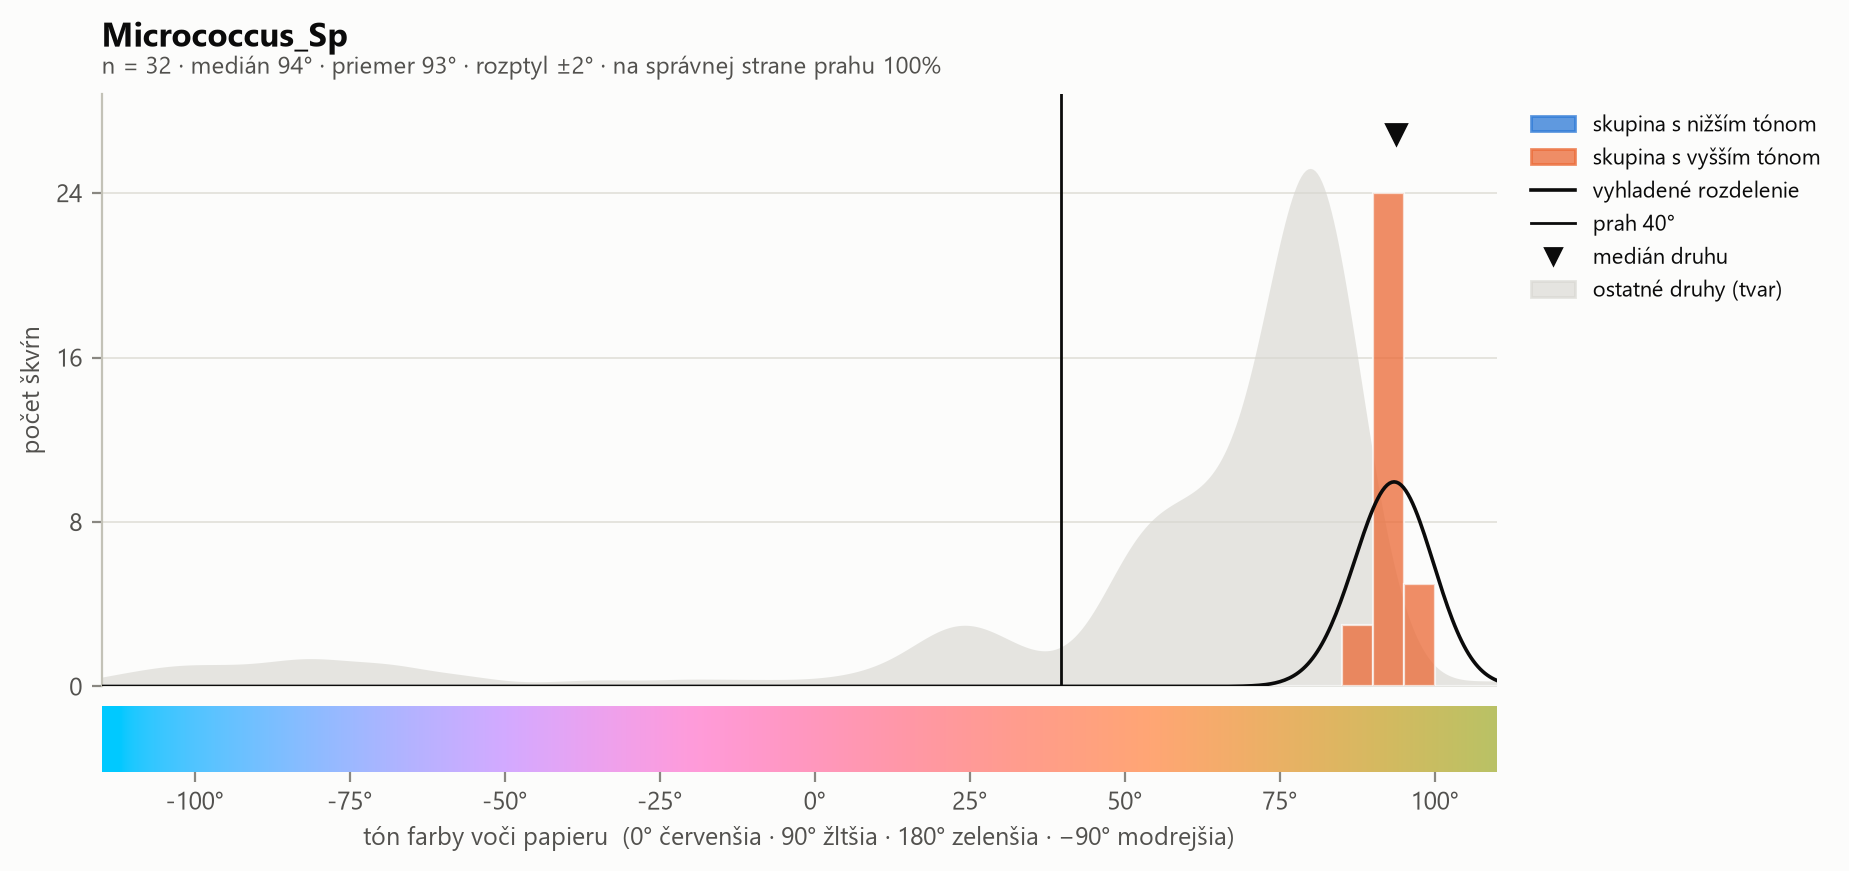 Micrococcus_Sp
n = 32 · medián 94° · priemer 93° · rozptyl ±2° · na správnej strane prahu 100%
skupina s nižším tónom
skupina s vyšším tónom
vyhladené rozdelenie
prah 40°
medián druhu
ostatné druhy (tvar)
počet škvŕn
24
16
8
0
-100°
-75°
-50°
-25°
0°
25°
50°
75°
100°
tón farby voči papieru  (0° červenšia · 90° žltšia · 180° zelenšia · −90° modrejšia)